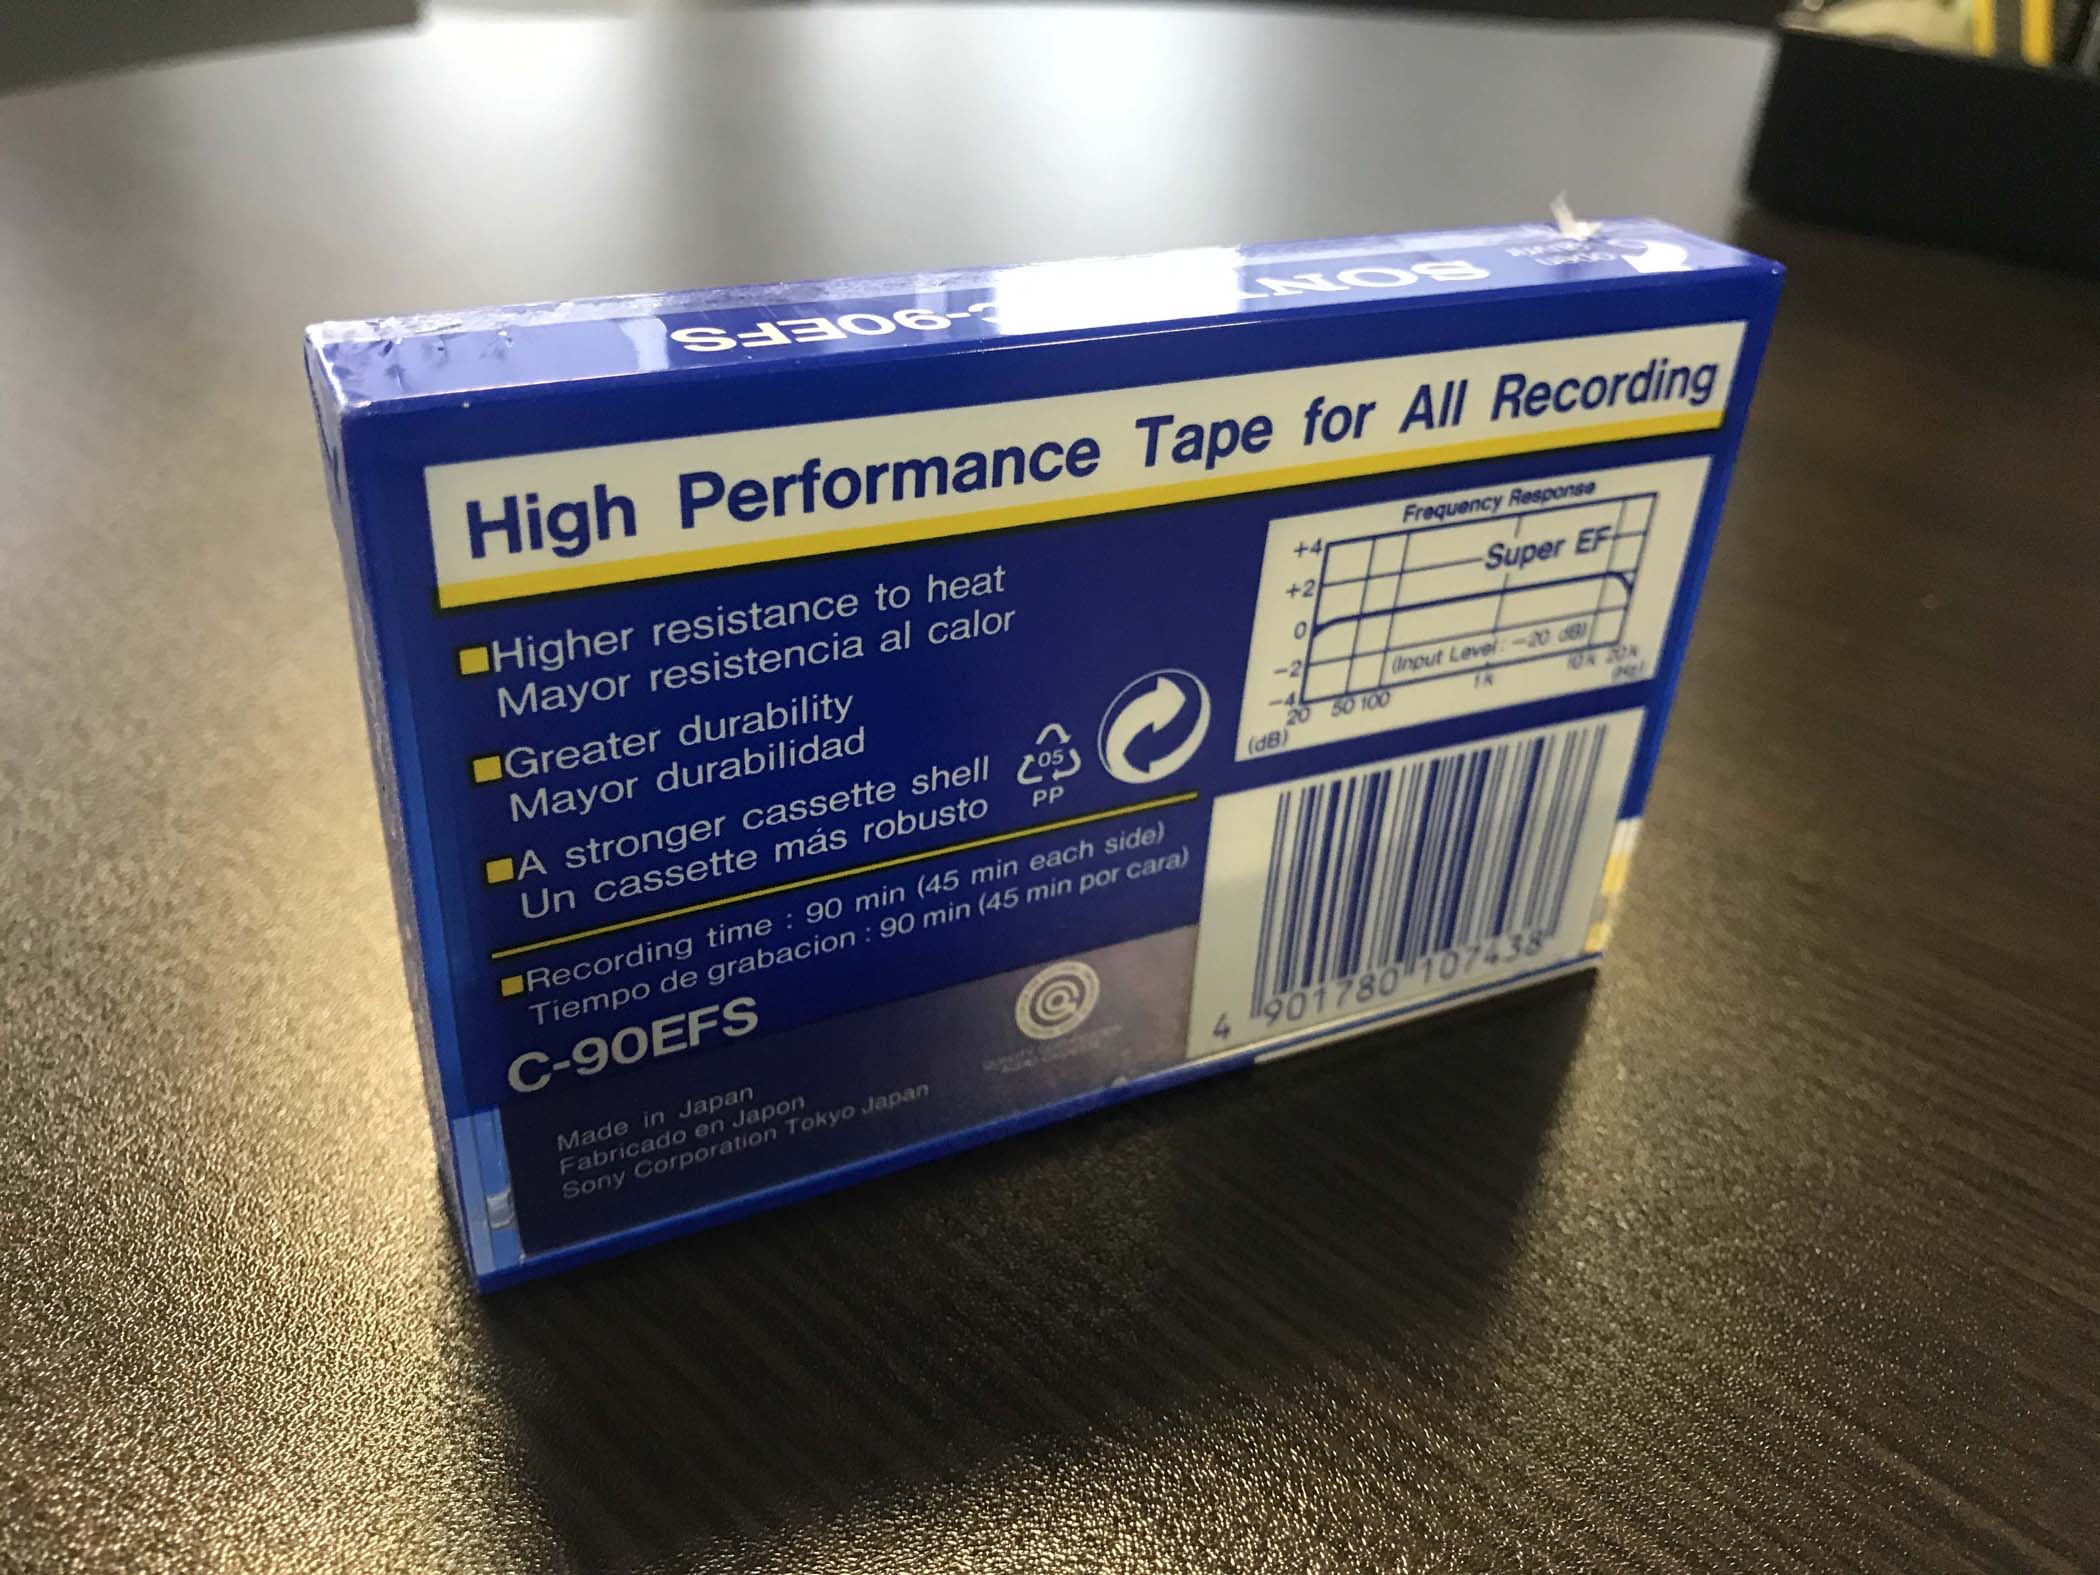 SONY
C-90EFS
High Performance Tape for All Recording
■Higher resistance to heat
Mayor resistencia al calor
■Greater durability
Mayor durabilidad
■A stronger cassette shell
Un cassette más robusto
05
PP
■Recording time : 90 min (45 min each side)
Tiempo de grabacion : 90 min (45 min por cara)
C-90EFS
Made in Japan
Fabricado en Japon
Sony Corporation Tokyo Japan
Frequency Response
Super EF
+4
+2
0
−2
−4
(Input Level: −20 dB)
20 50 100 1k 10k 20k
(dB) (Hz)
4 901780 107438